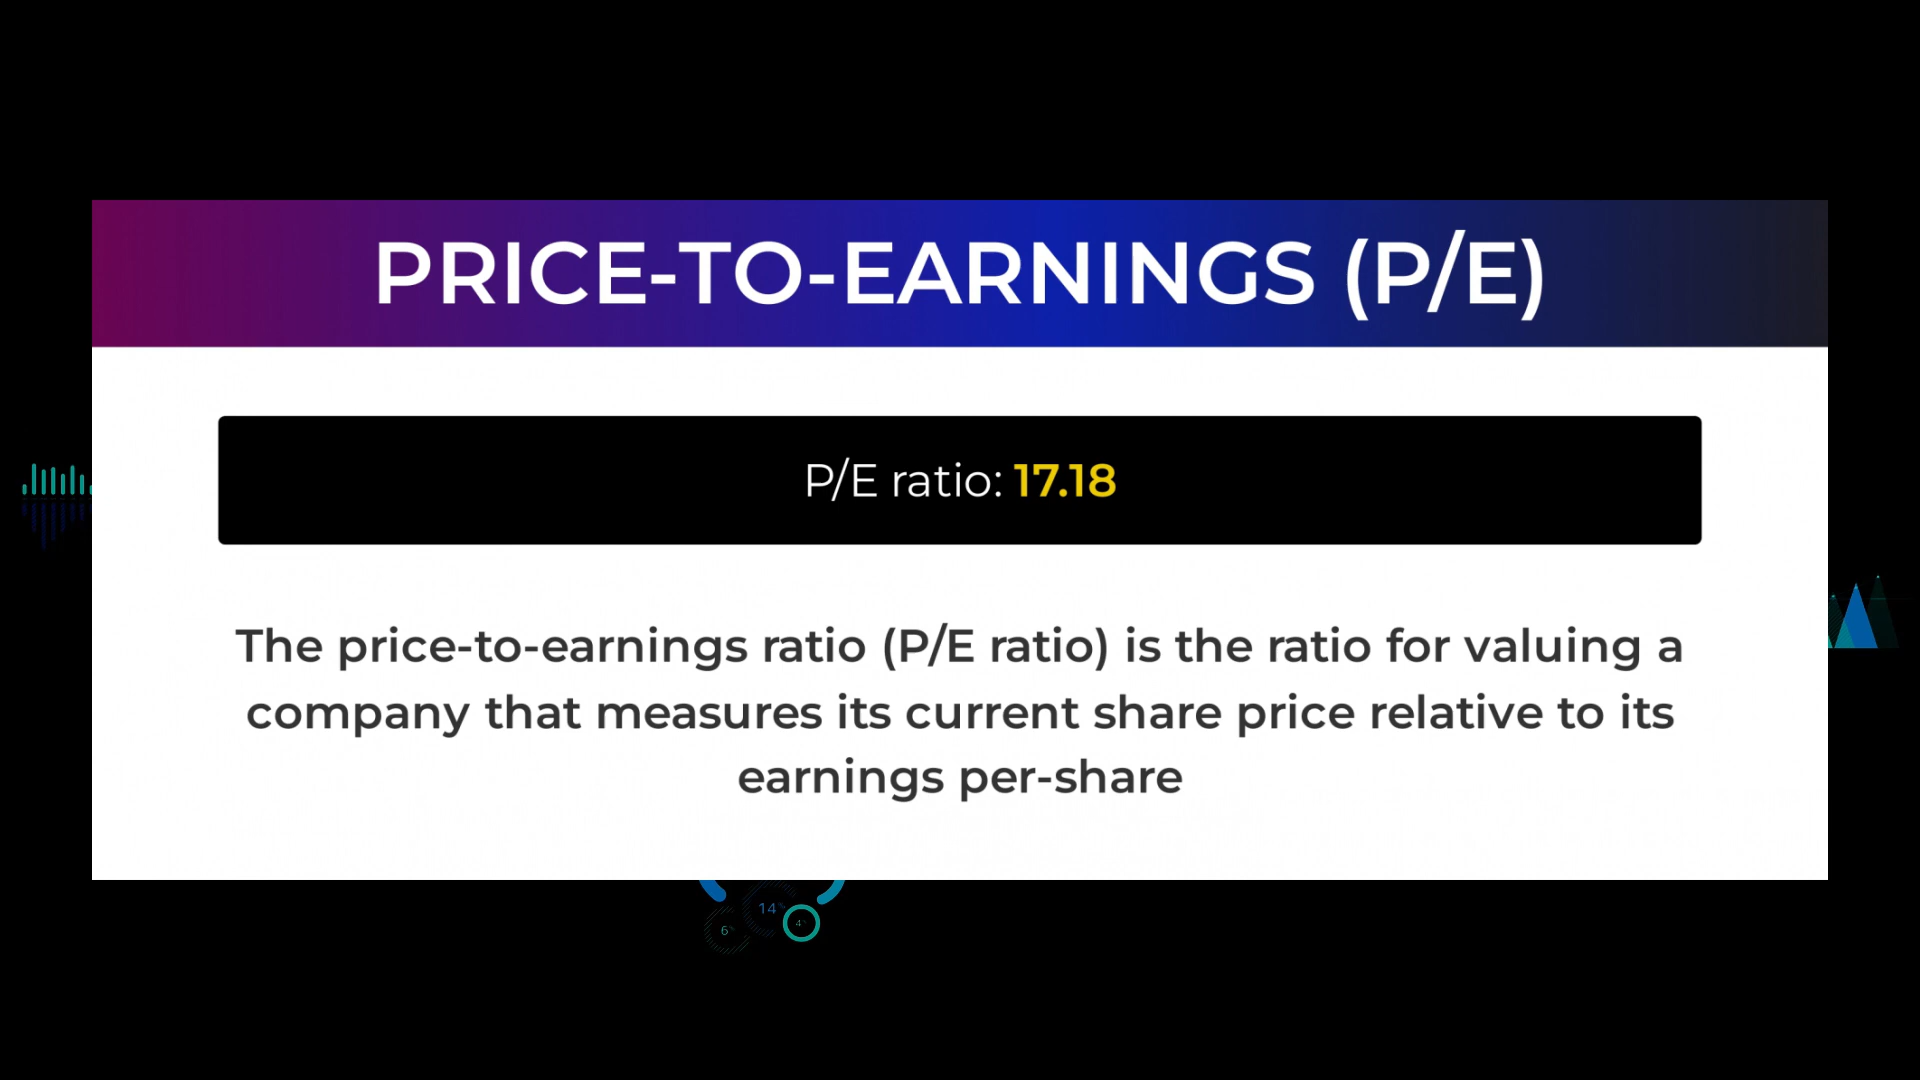 PRICE-TO-EARNINGS (P/E)
P/E ratio: 17.18
The price-to-earnings ratio (P/E ratio) is the ratio for valuing a
company that measures its current share price relative to its
earnings per-share
14
6
4